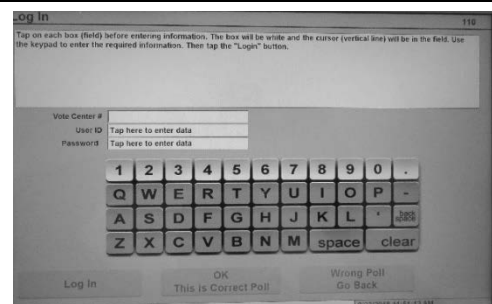 Log In
110
Tap on each box (field) before entering information. The box will be white and the cursor (vertical line) will be in the field. Use
the keypad to enter the required information. Then tap the "Login" button.
Vote Center #
User ID Tap here to enter data
Password Tap here to enter data
1 2 3 4 5 6 7 8 9 0 .
Q W E R T Y U I O P -
A S D F G H J K L ' back space
Z X C V B N M space clear
Log In
OK
This is Correct Poll
Wrong Poll
Go Back